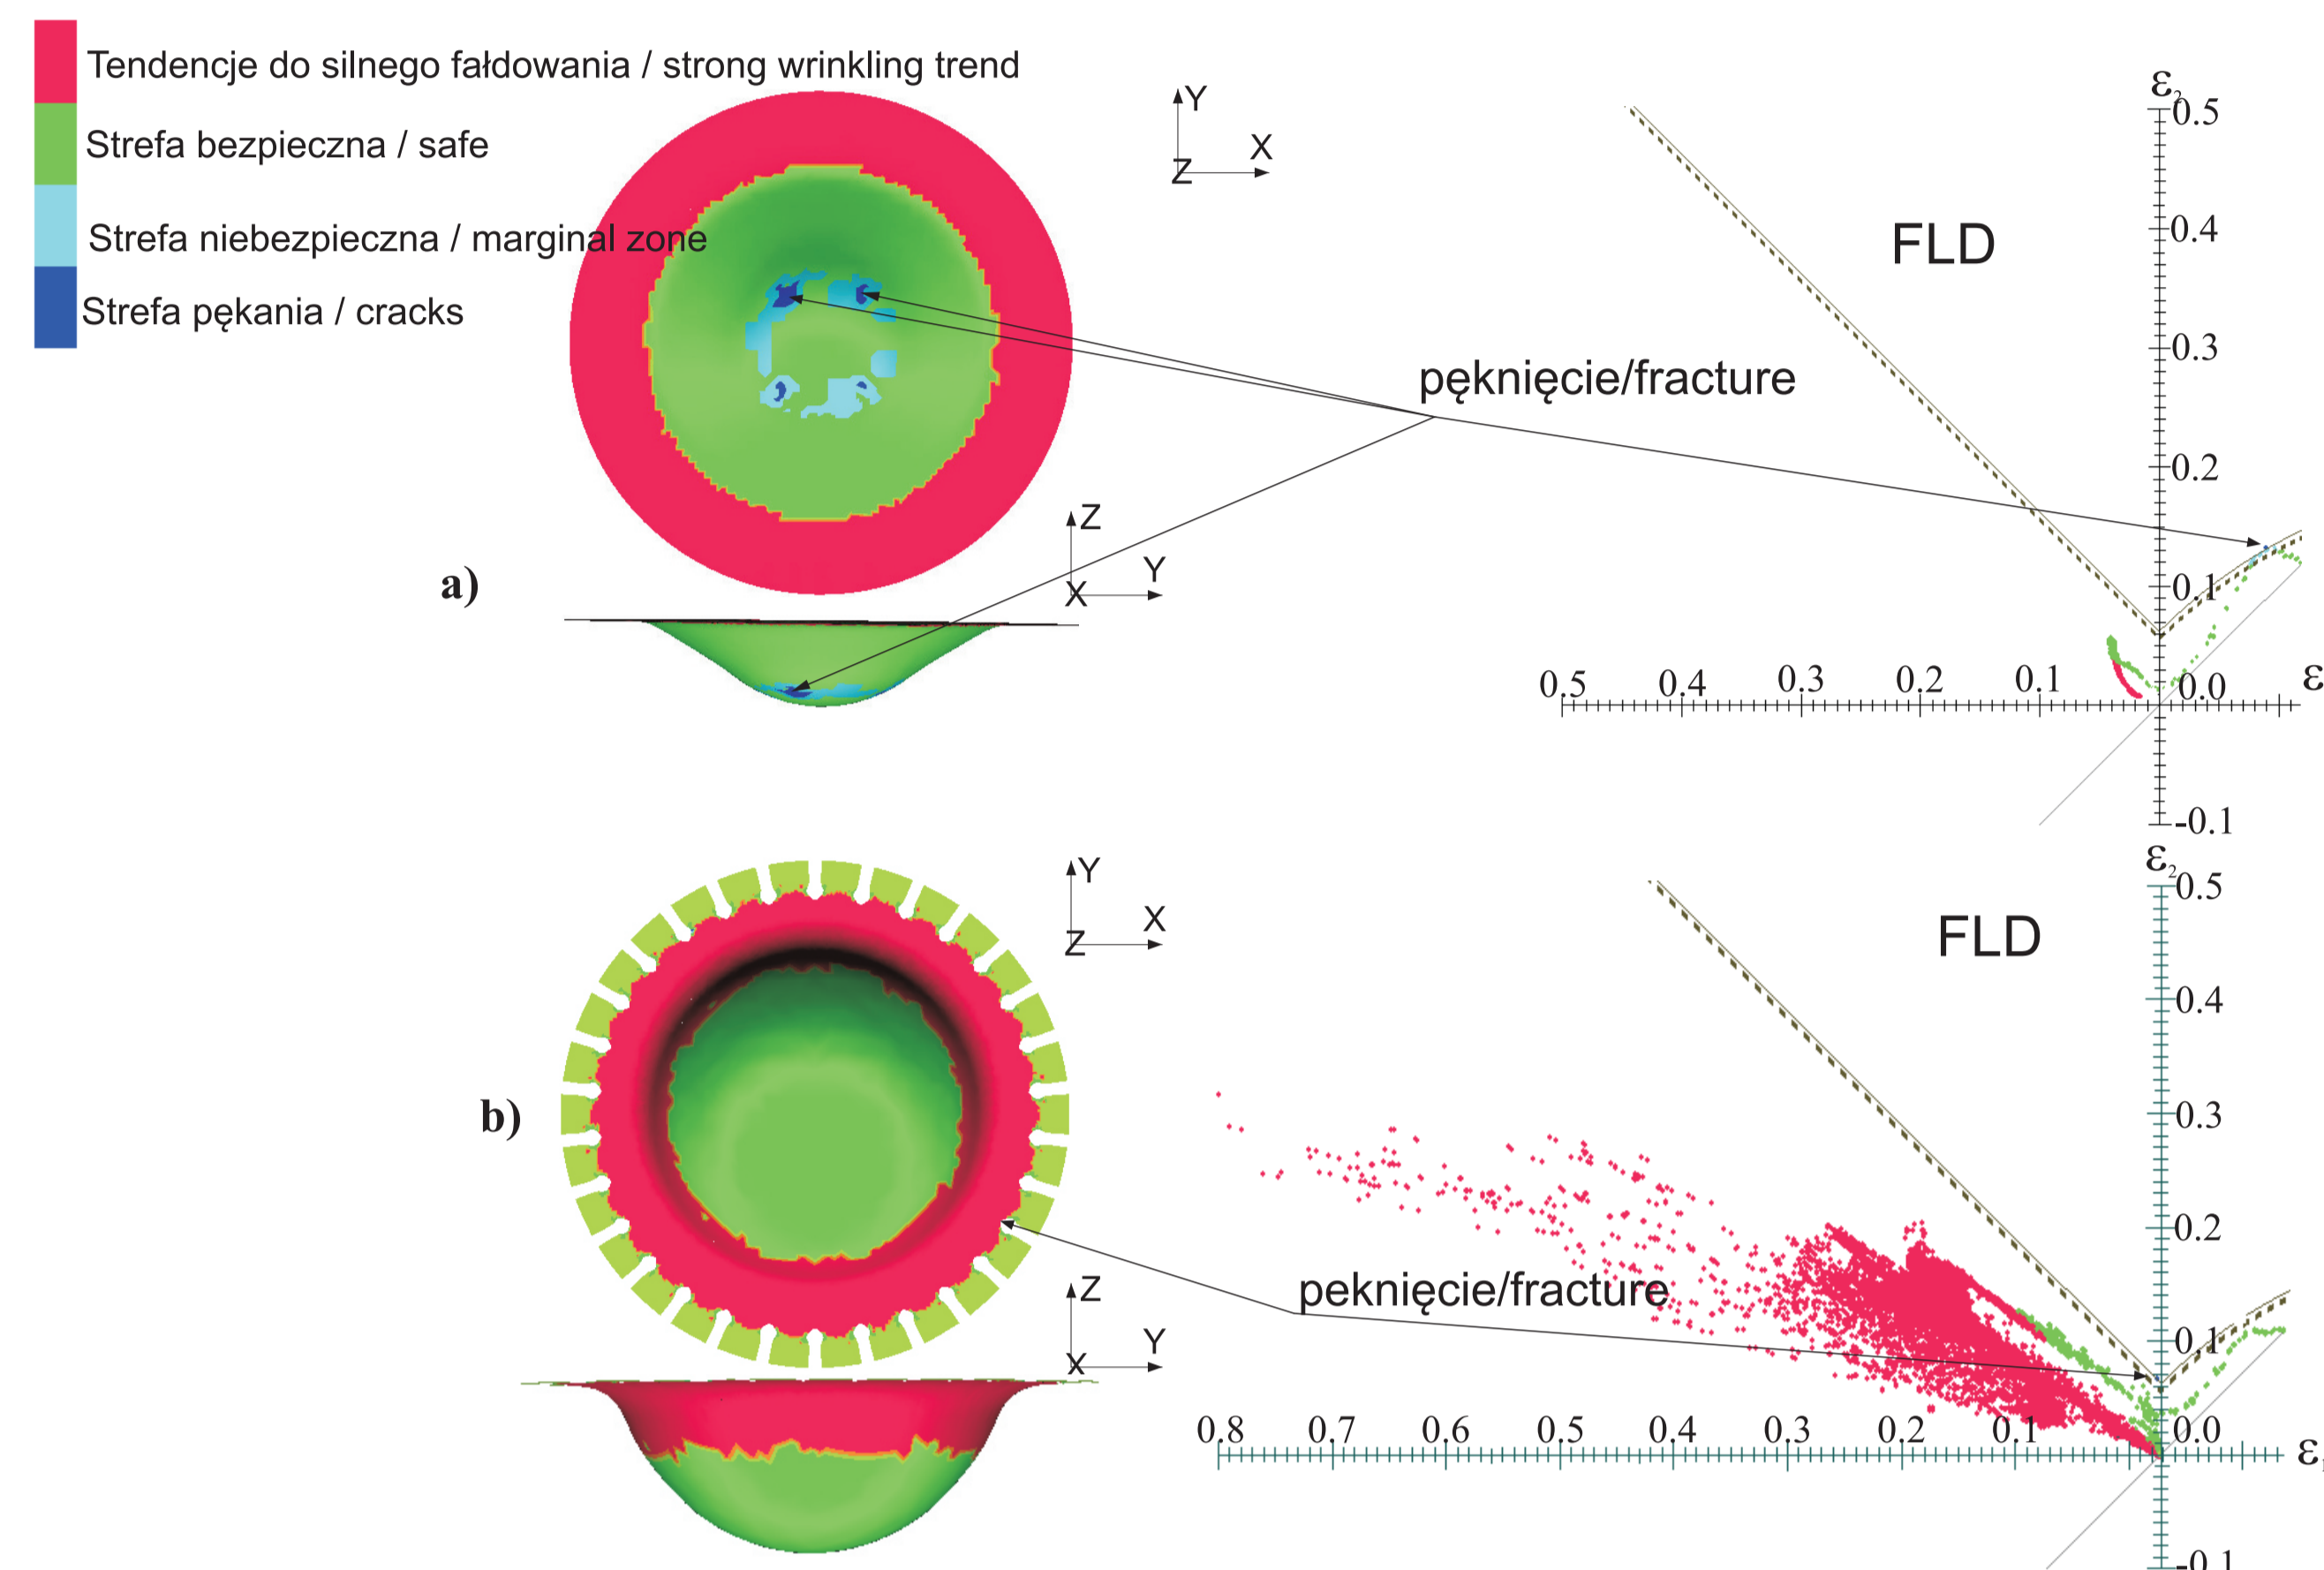 Tendencje do silnego fałdowania / strong wrinkling trend
Strefa bezpieczna / safe
Strefa niebezpieczna / marginal zone
Strefa pękania / cracks
Y
X
Z
ε2
0.5
0.4
FLD
0.3
pęknięcie/fracture
0.2
Z
Y
X
a)
0.1
0.5
0.4
0.3
0.2
0.1
0.0
ε
-0.1
Y
X
Z
ε2
0.5
FLD
0.4
b)
0.3
0.2
Z
Y
X
peknięcie/fracture
0.1
0.8
0.7
0.6
0.5
0.4
0.3
0.2
0.1
0.0
ε
-0.1